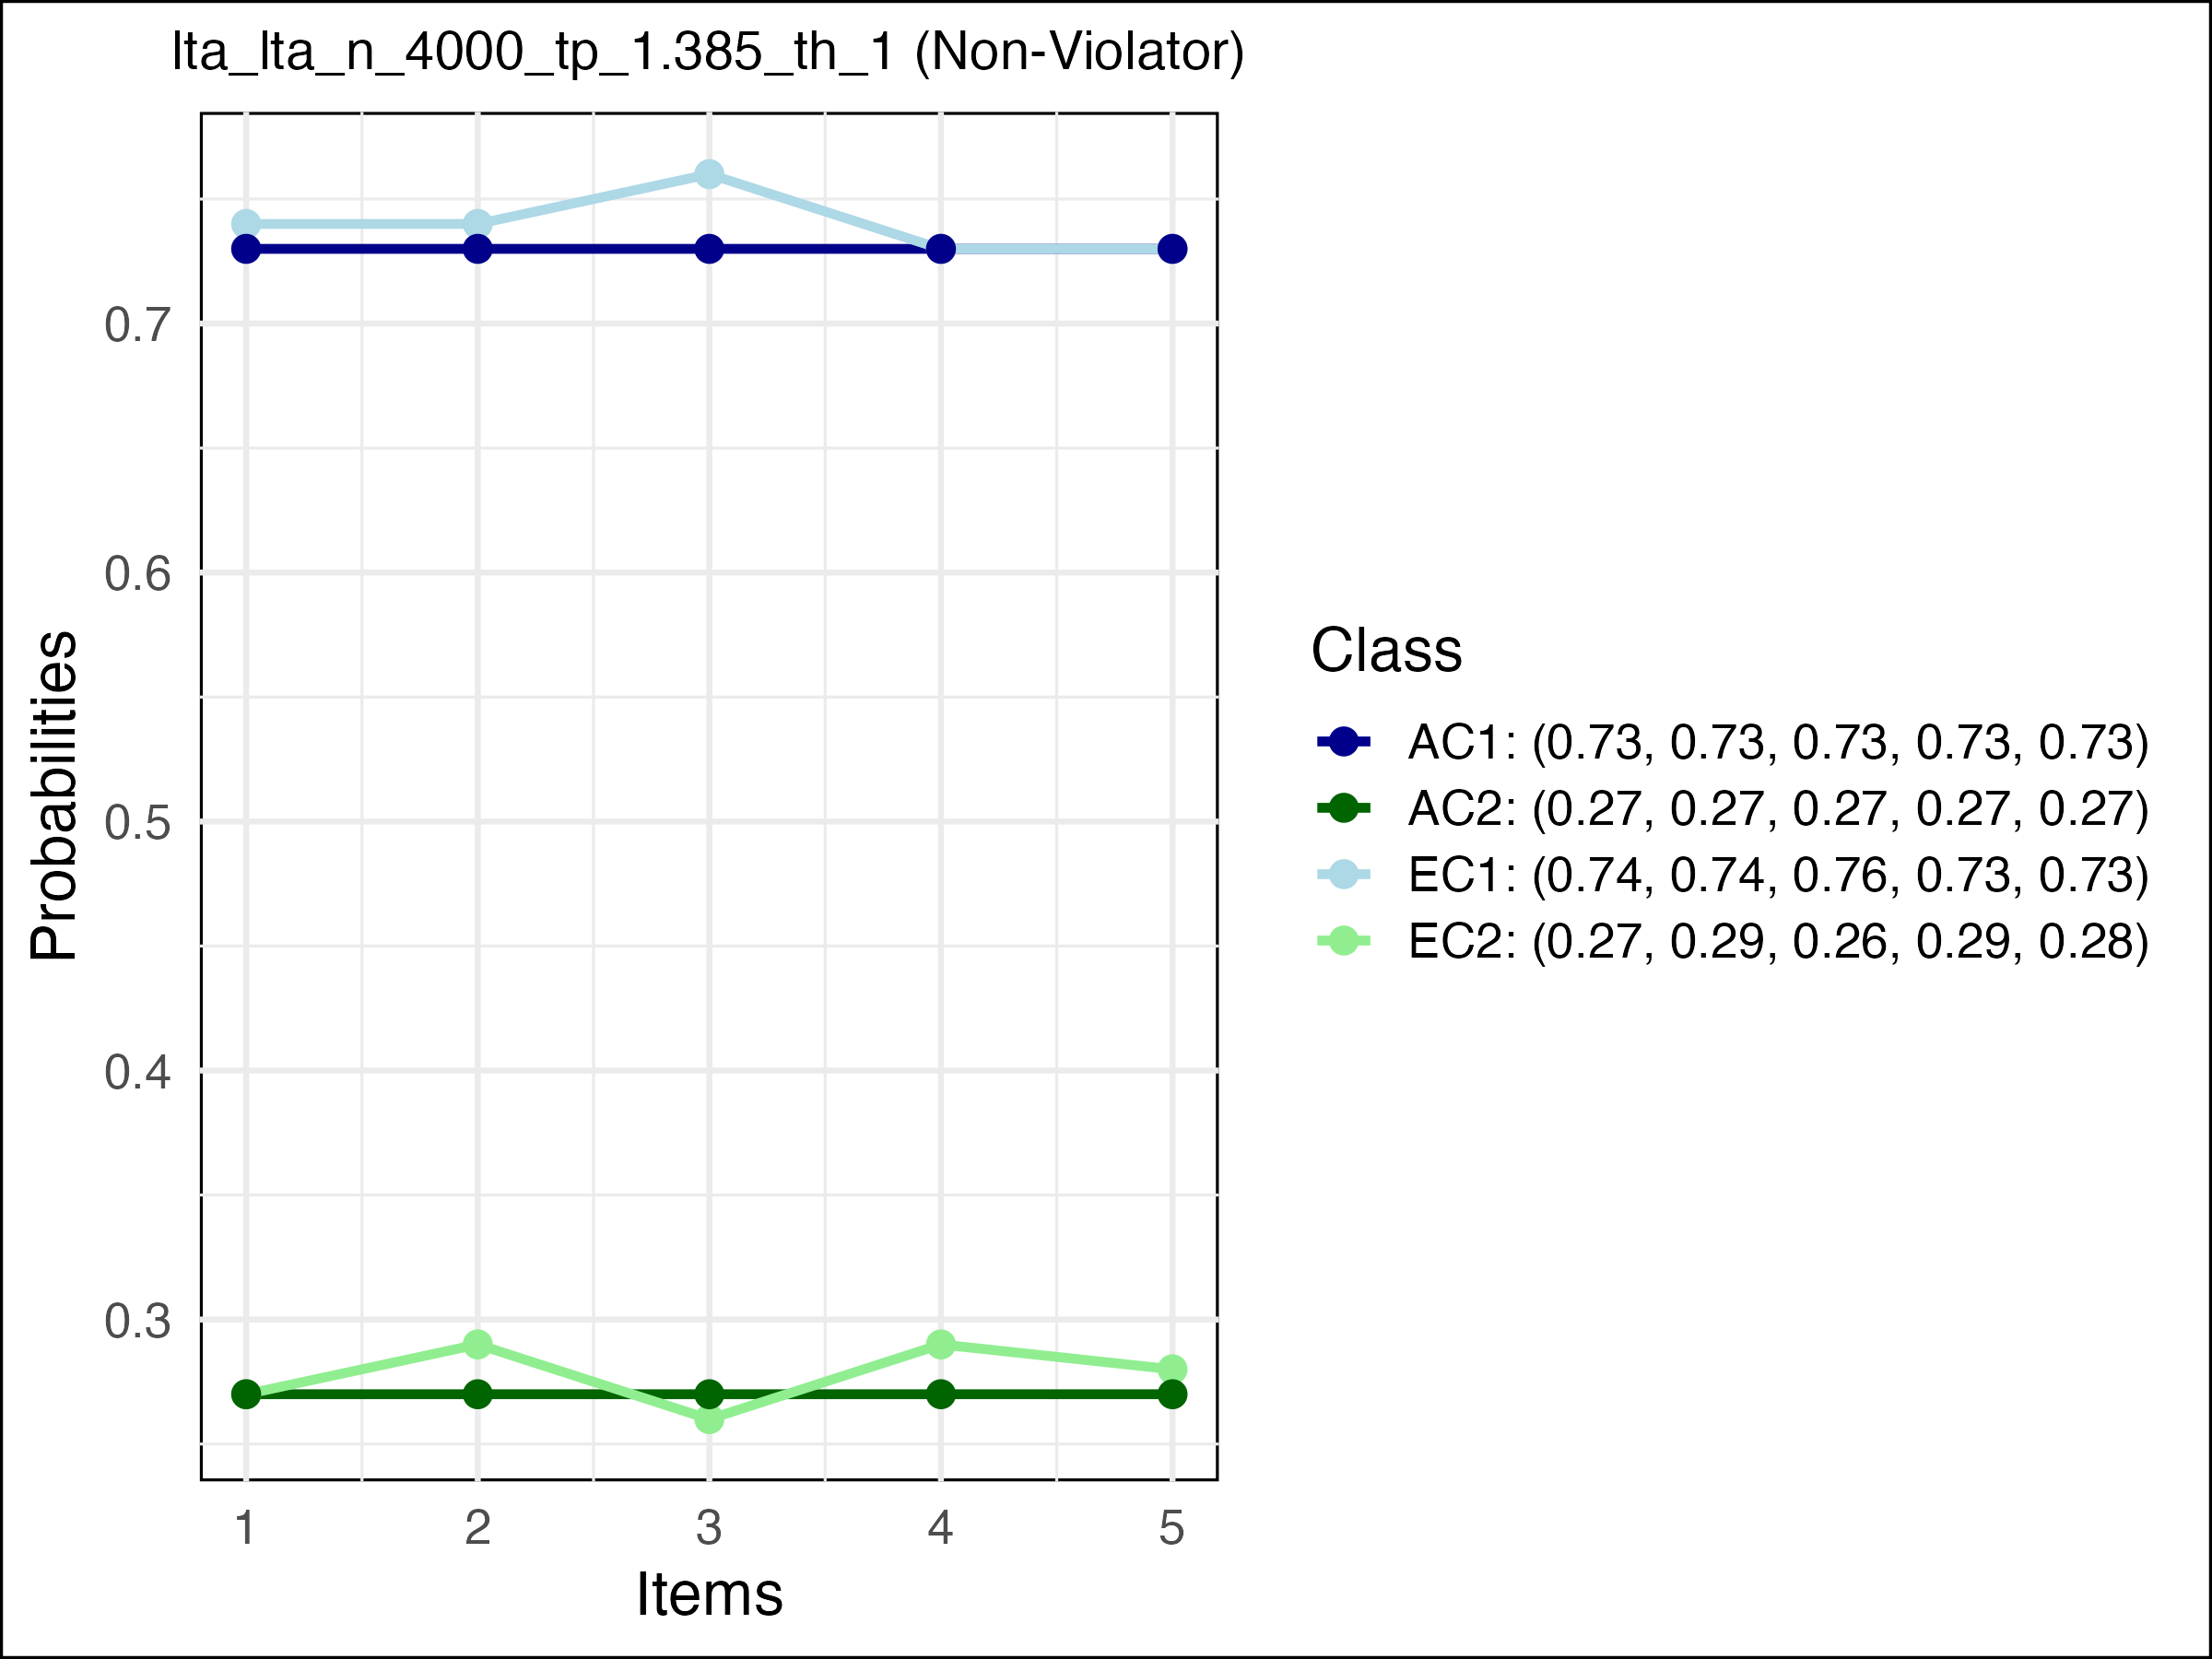 lta_lta_n_4000_tp_1.385_th_1 (Non-Violator)
Probabilities
0.7
0.6
0.5
0.4
0.3
1 2 3 4 5
Items
Class
AC1: (0.73, 0.73, 0.73, 0.73, 0.73)
AC2: (0.27, 0.27, 0.27, 0.27, 0.27)
EC1: (0.74, 0.74, 0.76, 0.73, 0.73)
EC2: (0.27, 0.29, 0.26, 0.29, 0.28)